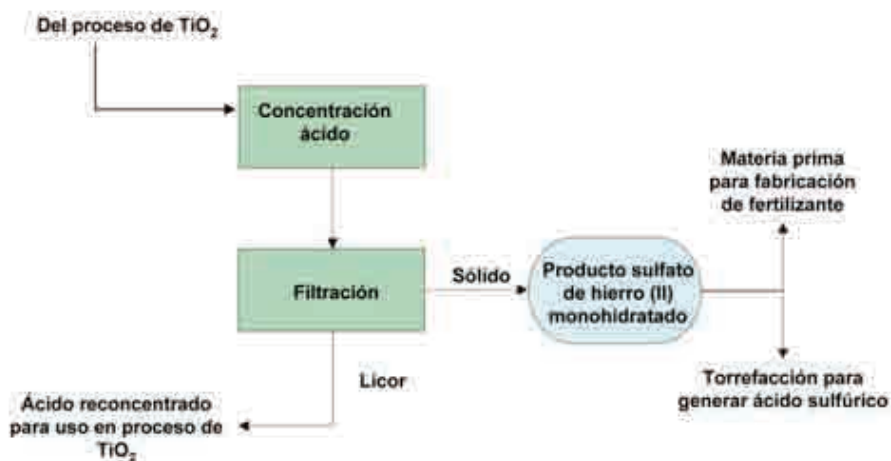 Del proceso de TiO₂
Concentración
ácido
Materia prima
para fabricación
de fertilizante
Filtración
Sólido
Producto sulfato
de hierro (II)
monohidratado
Licor
Torrefacción para
generar ácido sulfúrico
Ácido reconcentrado
para uso en proceso de
TiO₂